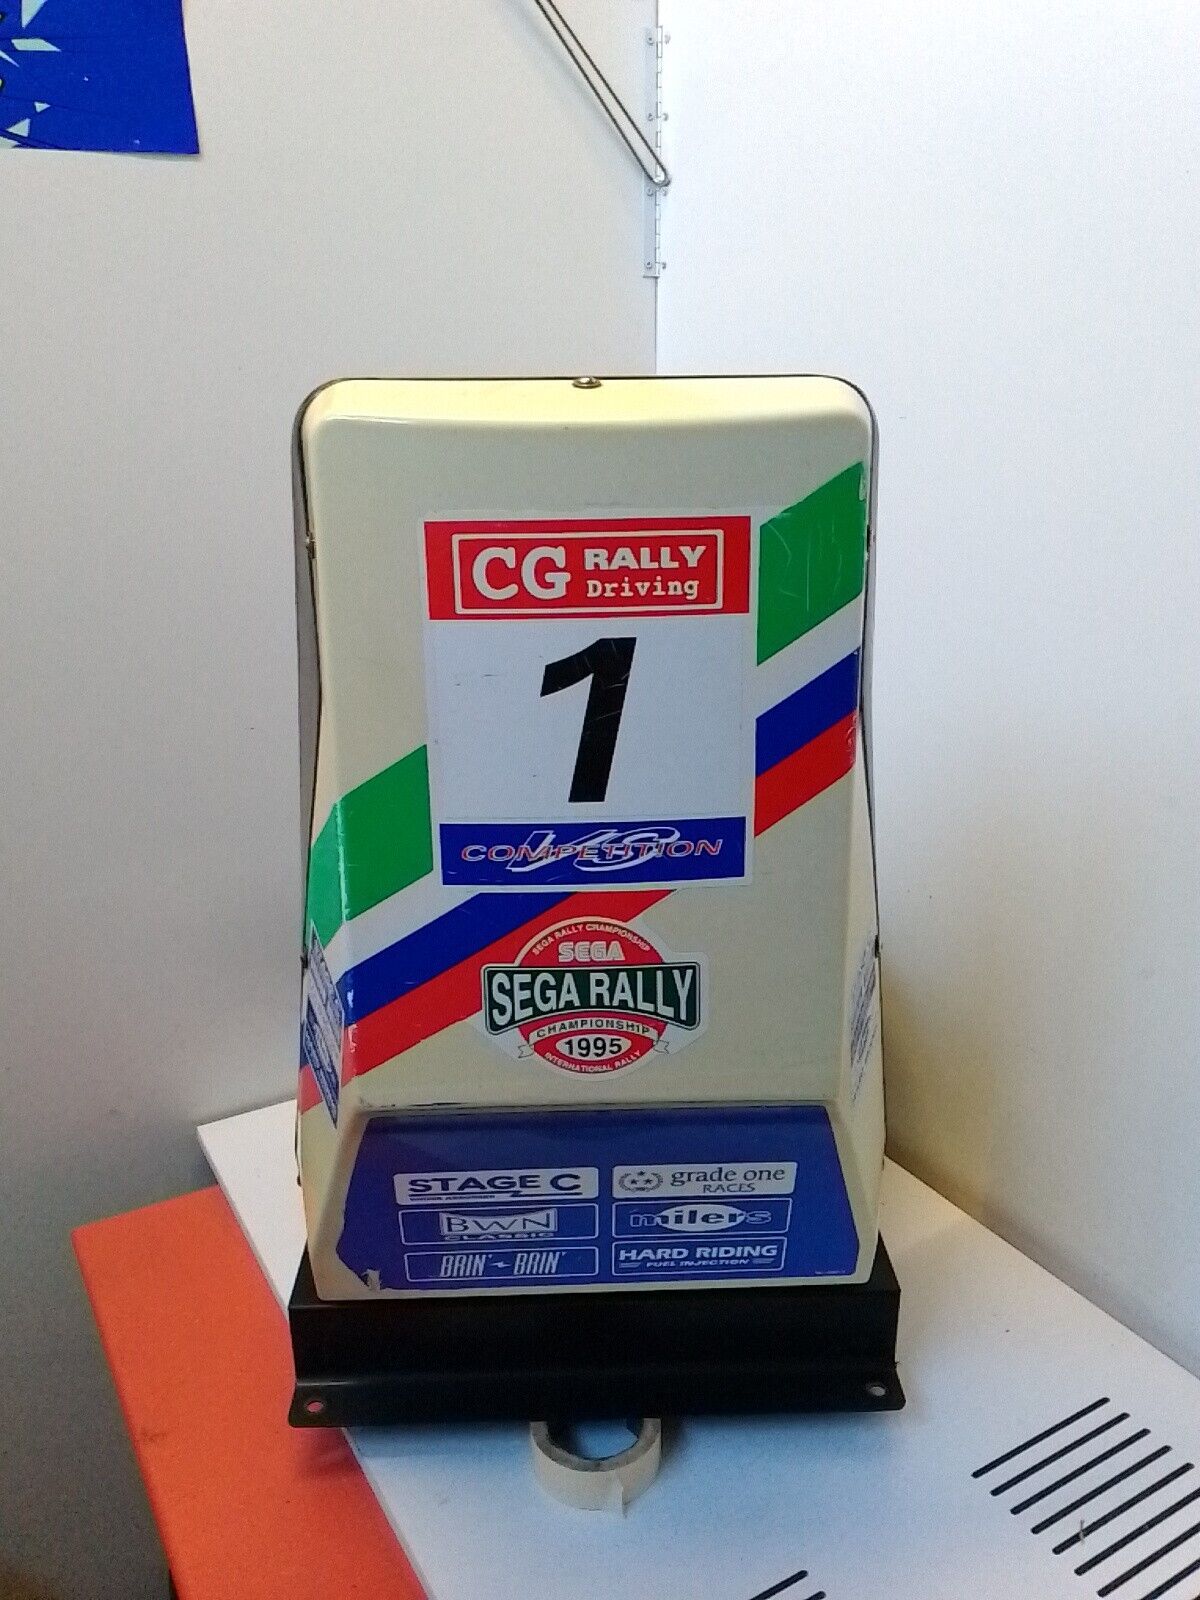 CG RALLY
Driving
1
VS
COMPETITION
SEGA RALLY CHAMPIONSHIP
SEGA
SEGA RALLY
CHAMPIONSHIP
1995
INTERNATIONAL RALLY
STAGE C
grade one
RACES
BWN
CLASSIC
milers
BRIN' BRIN'
HARD RIDING
FUEL INJECTION